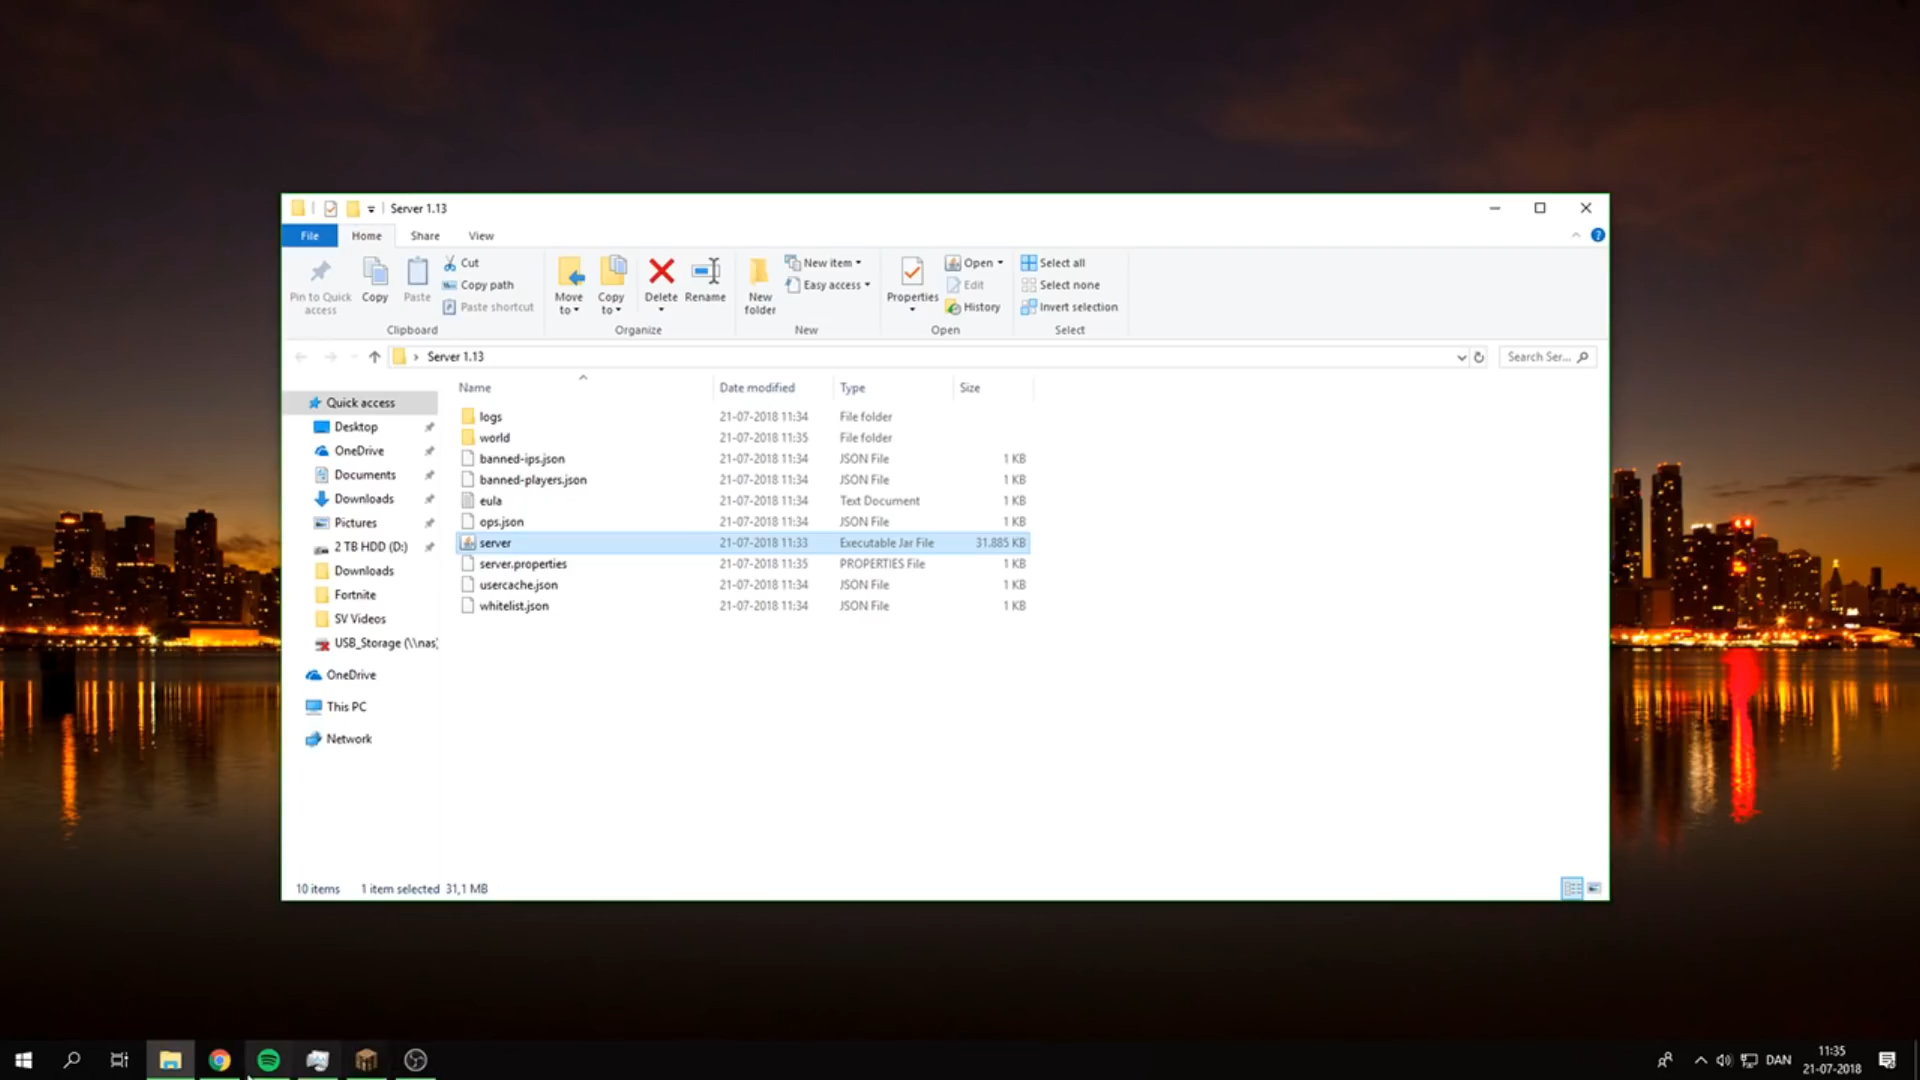 Server 1.13
File Home Share View
Pin to Quick access
Copy
Paste
Cut
Copy path
Paste shortcut
Clipboard
Move to
Copy to
Delete
Rename
Organize
New folder
New item
Easy access
New
Properties
Open
Edit
History
Open
Select all
Select none
Invert selection
Select
Server 1.13
Search Ser...
Quick access
Desktop
OneDrive
Documents
Downloads
Pictures
2 TB HDD (D:)
Downloads
Fortnite
SV Videos
USB_Storage (\\nas)
OneDrive
This PC
Network
Name Date modified Type Size
logs 21-07-2018 11:34 File folder
world 21-07-2018 11:35 File folder
banned-ips.json 21-07-2018 11:34 JSON File 1 KB
banned-players.json 21-07-2018 11:34 JSON File 1 KB
eula 21-07-2018 11:34 Text Document 1 KB
ops.json 21-07-2018 11:34 JSON File 1 KB
server 21-07-2018 11:33 Executable Jar File 31.885 KB
server.properties 21-07-2018 11:35 PROPERTIES File 1 KB
usercache.json 21-07-2018 11:34 JSON File 1 KB
whitelist.json 21-07-2018 11:34 JSON File 1 KB
10 items 1 item selected 31,1 MB
DAN
11:35
21-07-2018